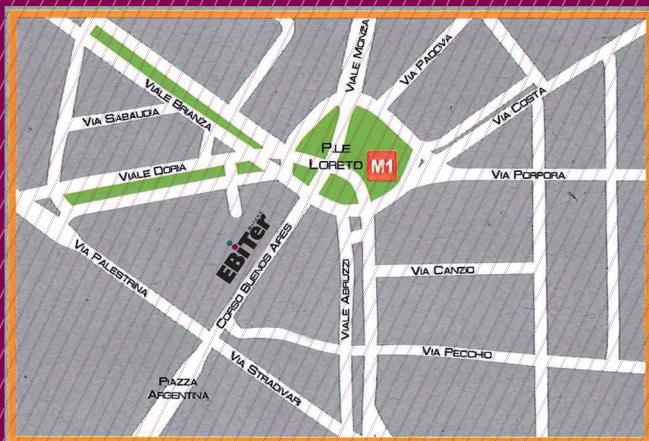 VIALE MONZA
VIA PADOVA
VIALE BRANZA
VIA SABAUDIA
VIA COSTA
P.LE
LORETO
M1
VIALE DORIA
VIA PORPORA
EBiTer
CORSO BUENOS AIRES
VIA PALESTRINA
VIALE ABRUZZI
VIA CANZIO
VIA PECCHIO
VIA STRADIVARI
PIAZZA
ARGENTINA